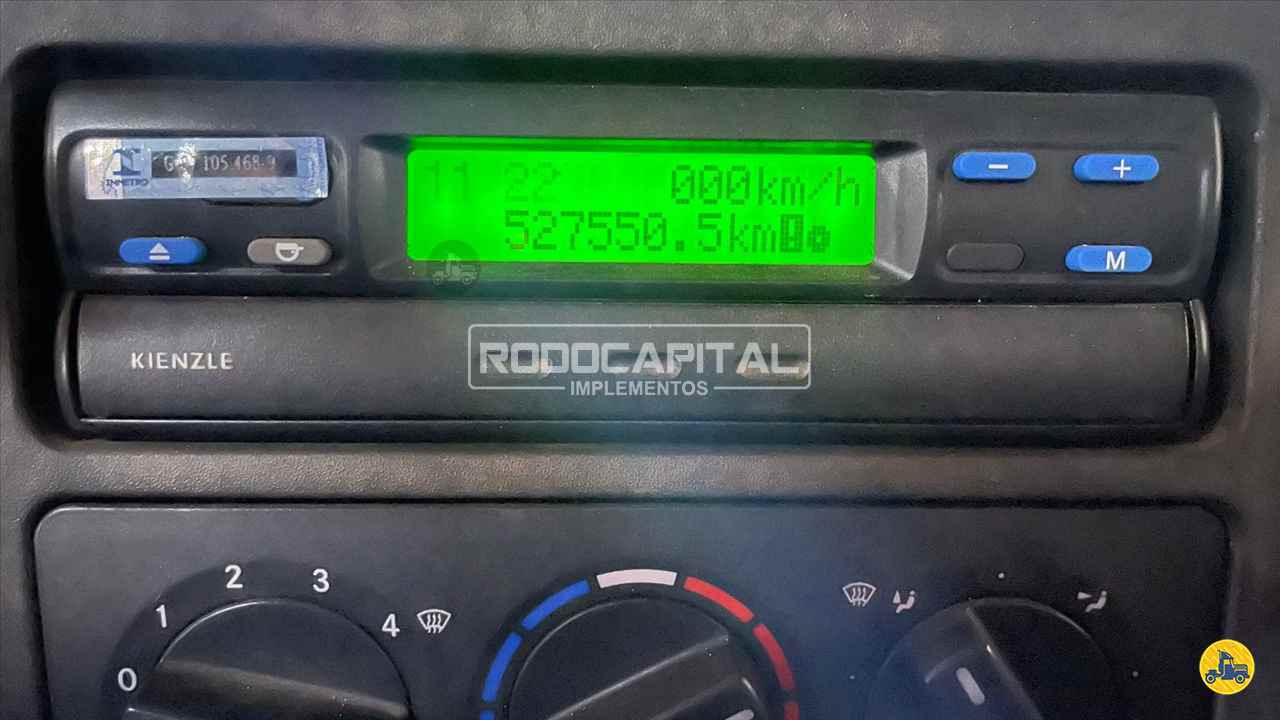 INMETRO
105.468-9
11 22 000km/h
527550.5km
- +
M
KIENZLE
RODOCAPITAL
IMPLEMENTOS
0 1 2 3 4